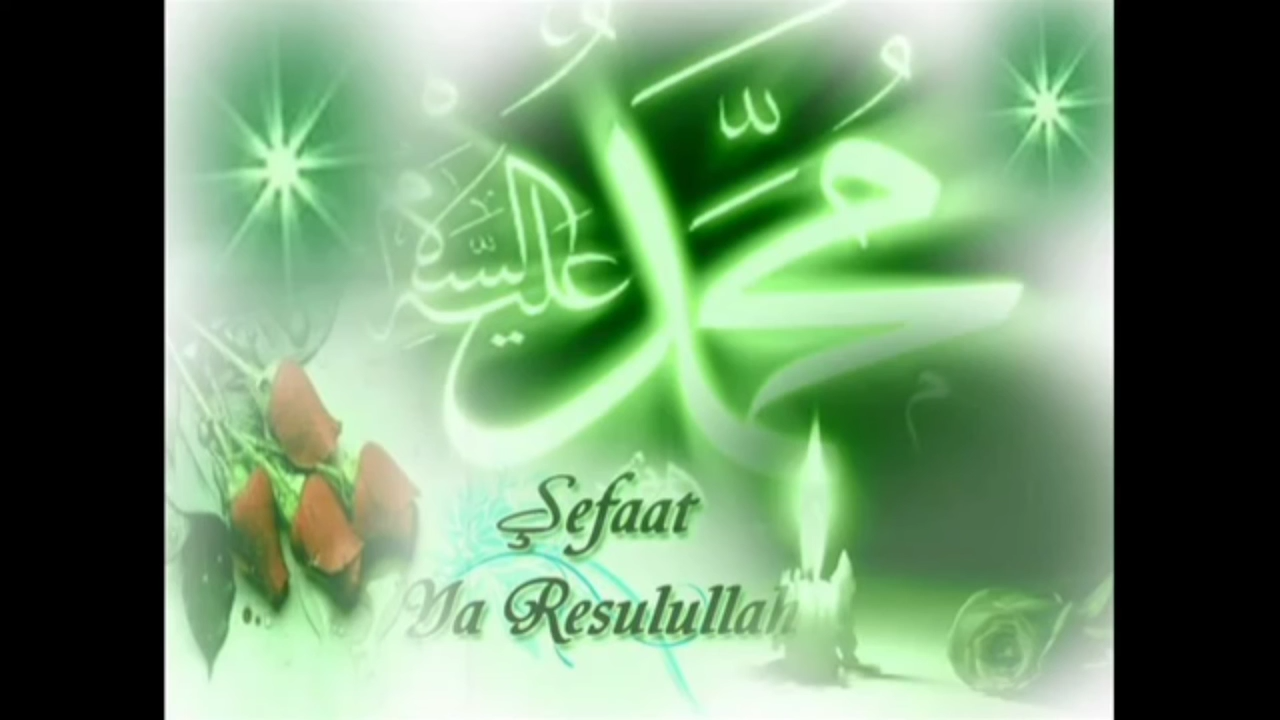 محمد
عليه السلام
Şefaat
Ya Resulullah